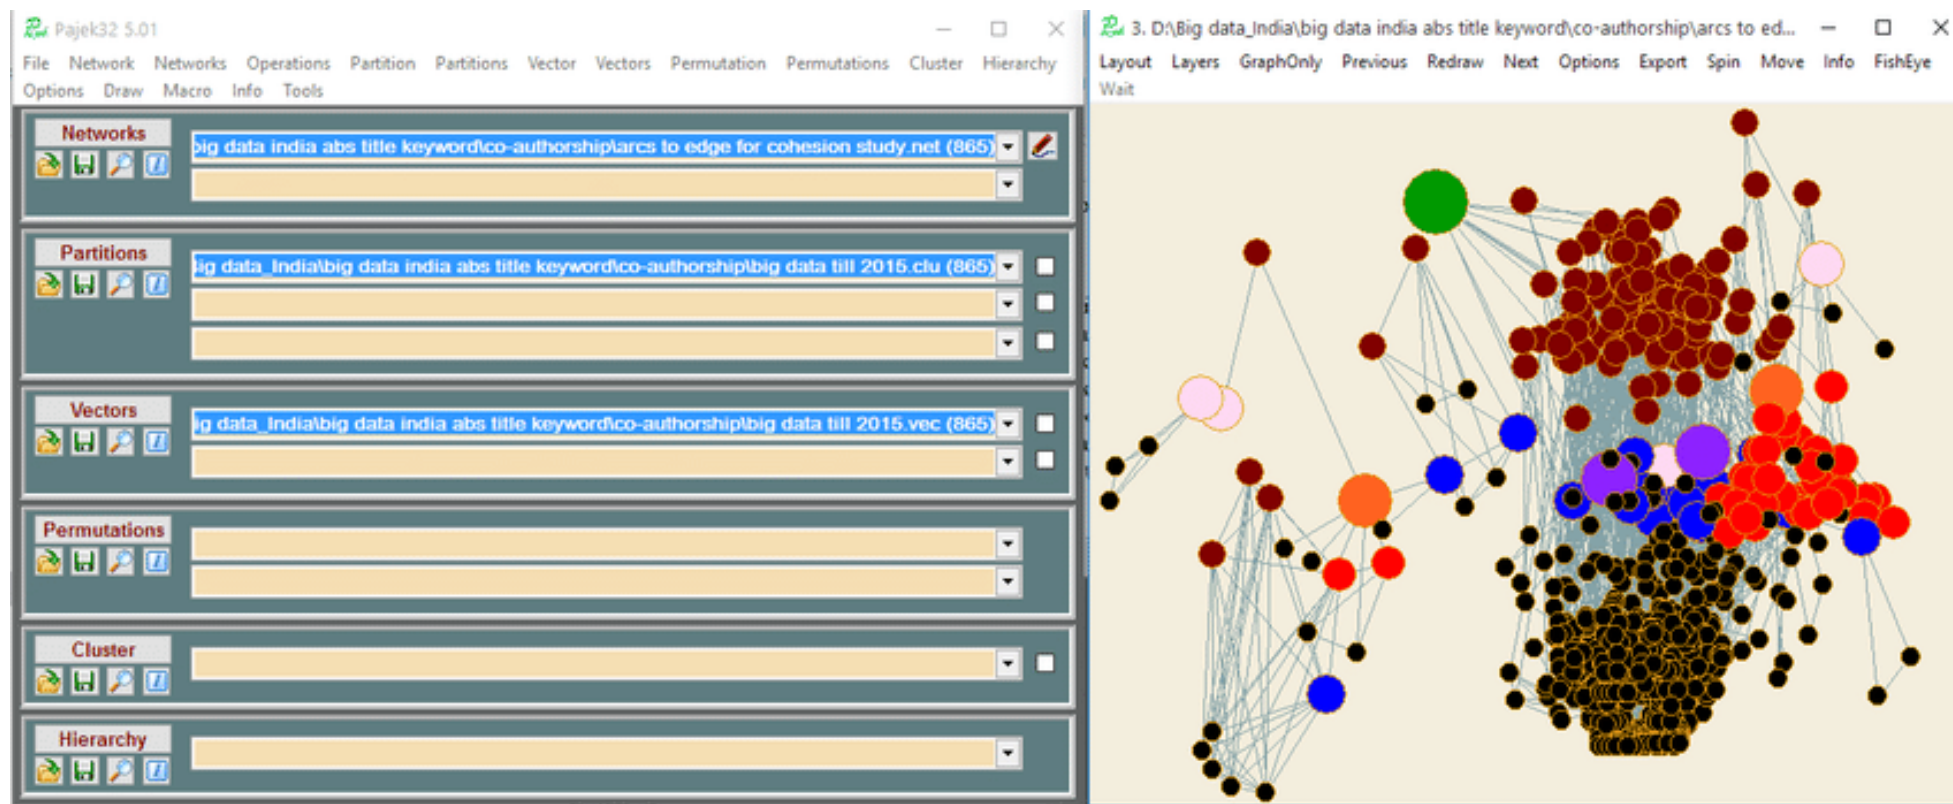 Pajek32 5.01
File Network Networks Operations Partition Partitions Vector Vectors Permutation Permutations Cluster Hierarchy
Options Draw Macro Info Tools
Networks
big data india abs title keyword\co-authorship\arcs to edge for cohesion study.net (865)
Partitions
ig data_India\big data india abs title keyword\co-authorship\big data till 2015.clu (865)
Vectors
ig data_India\big data india abs title keyword\co-authorship\big data till 2015.vec (865)
Permutations
Cluster
Hierarchy
3. D:\Big data_India\big data india abs title keyword\co-authorship\arcs to ed...
Layout Layers GraphOnly Previous Redraw Next Options Export Spin Move Info FishEye
Wait